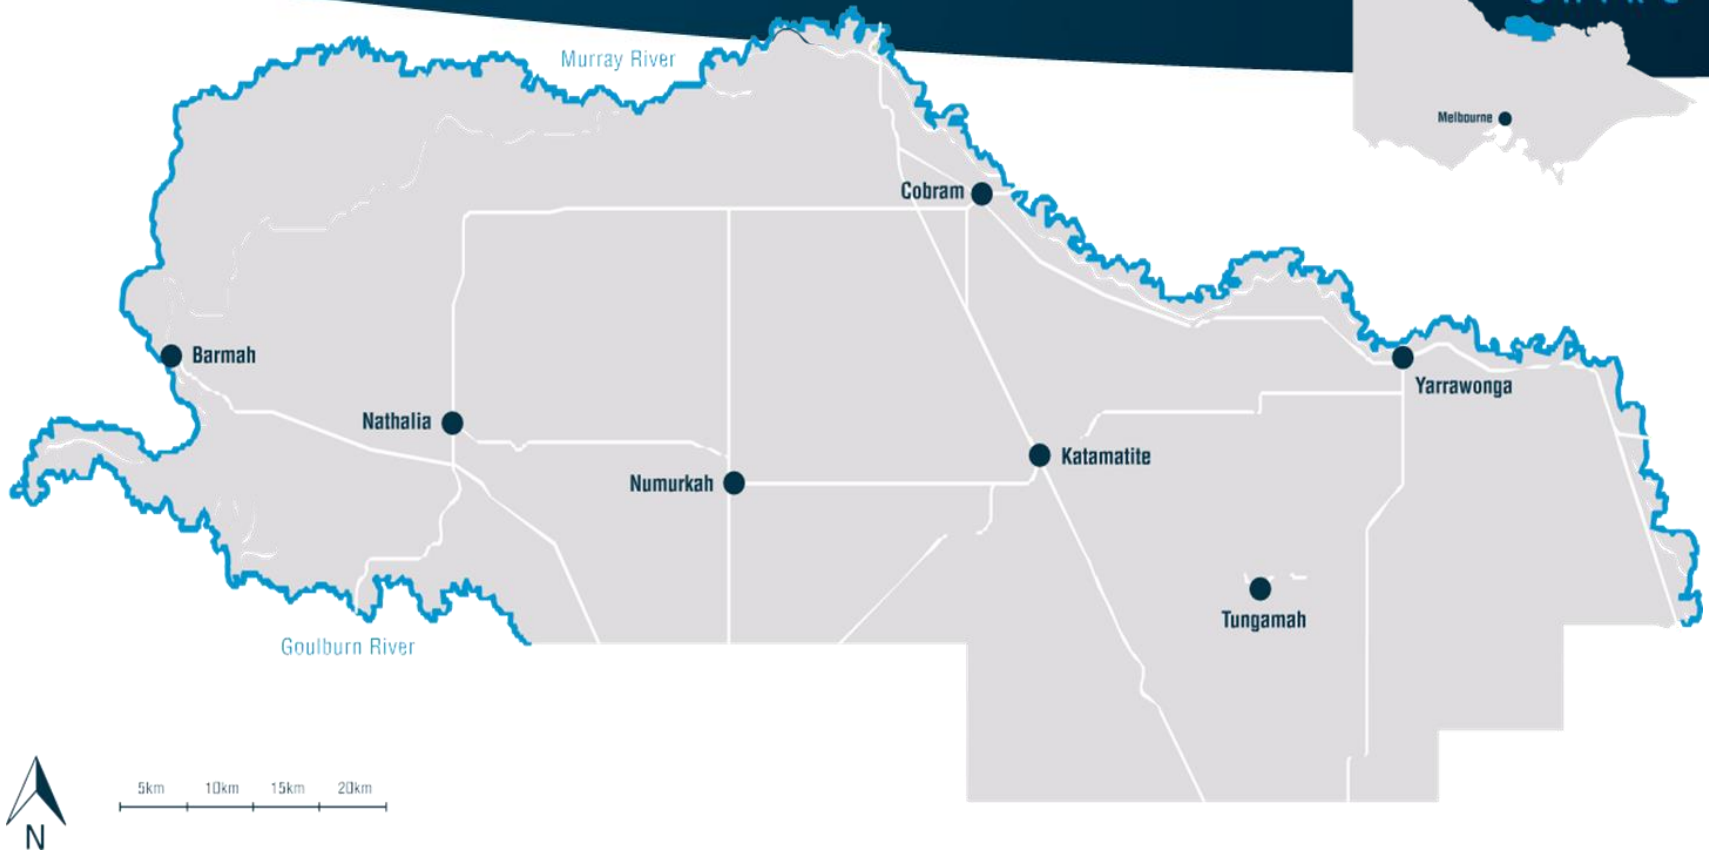 Murray River
Melbourne
Cobram
Barmah
Yarrawonga
Nathalia
Katamatite
Numurkah
Tungamah
Goulburn River
5km 10km 15km 20km
N